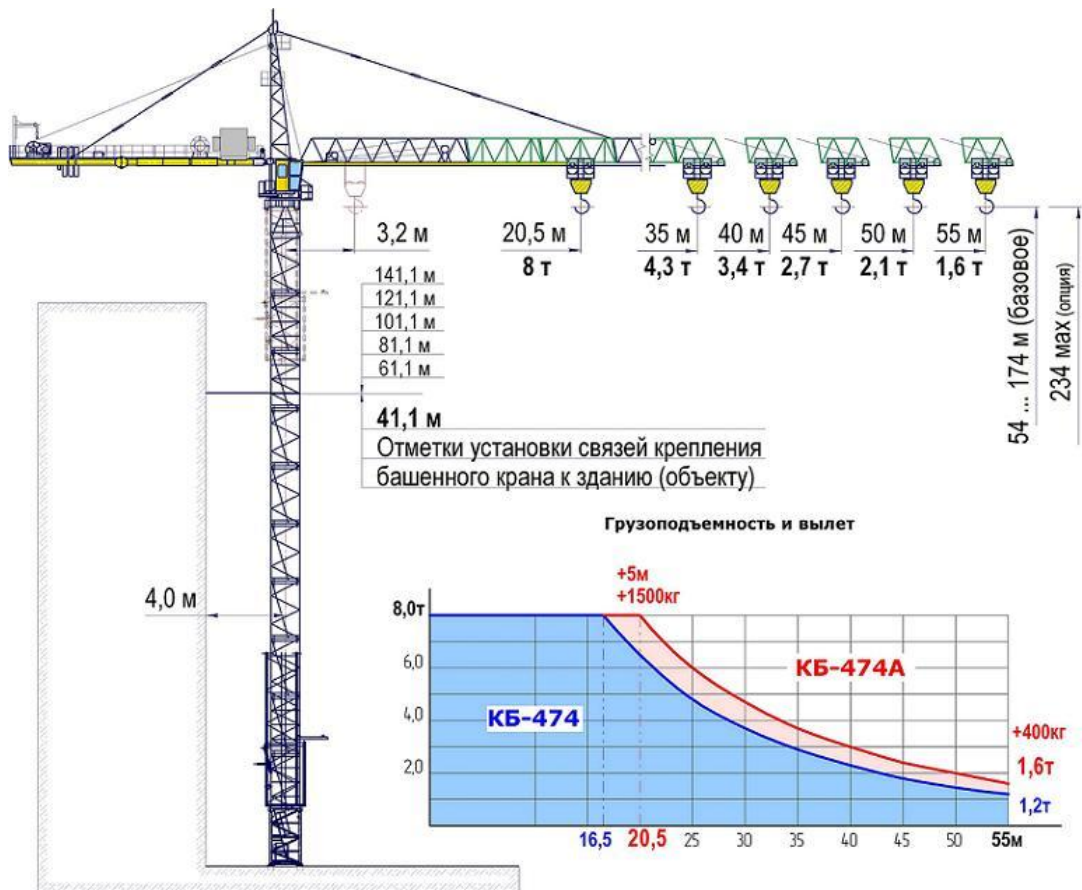 3,2 м
20,5 м
8 т
35 м
4,3 т
40 м
3,4 т
45 м
2,7 т
50 м
2,1 т
55 м
1,6 т
54 ... 174 м (базовое)
234 мах (опция)
141,1 м
121,1 м
101,1 м
81,1 м
61,1 м
41,1 м
Отметки установки связей крепления
башенного крана к зданию (объекту)
4,0 м
Грузоподъемность и вылет
+5м
+1500кг
8,0т
6,0
4,0
2,0
КБ-474А
КБ-474
+400кг
1,6т
1,2т
16,5
20,5
25
30
35
40
45
50
55м